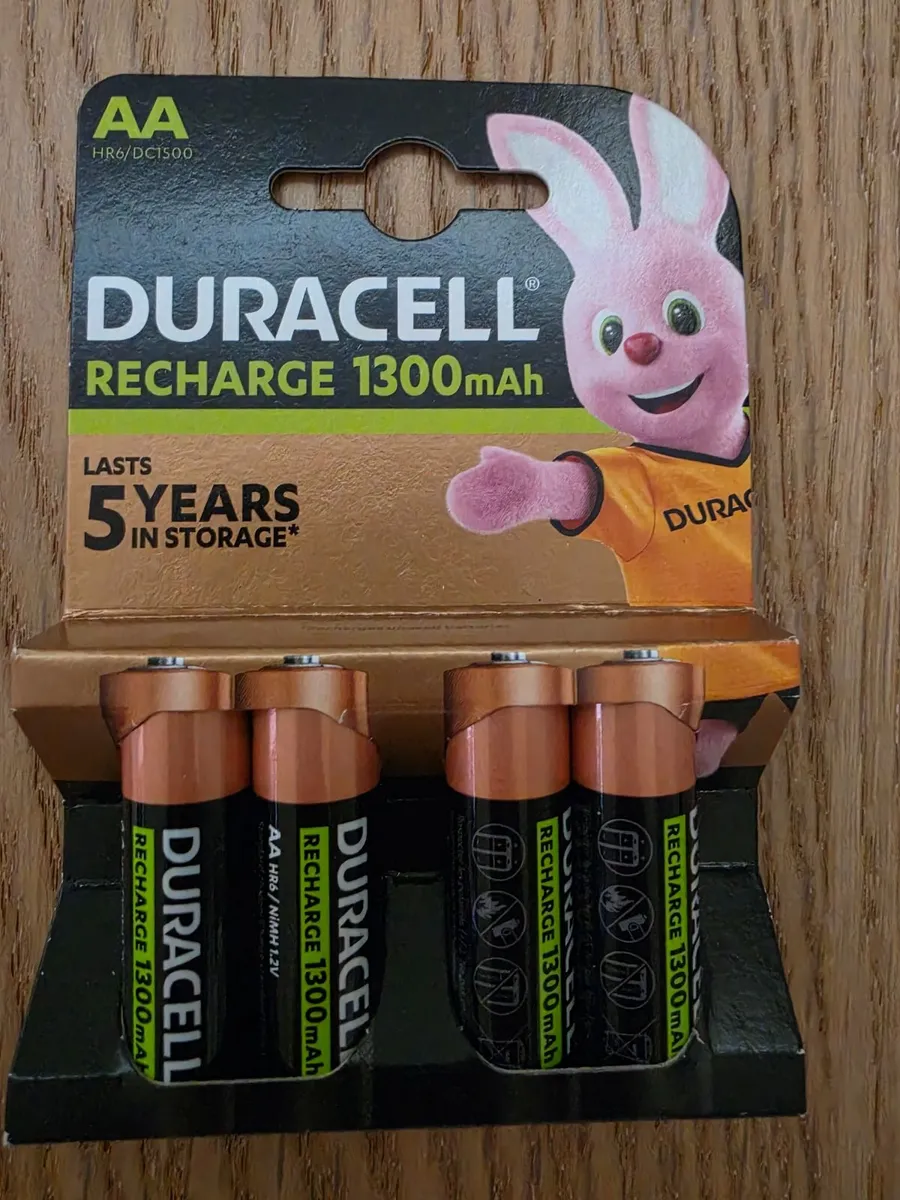 AA
HR6/DC1500
DURACELL®
RECHARGE 1300mAh
LASTS
5 YEARS
IN STORAGE*
DURAC
DURACELL
RECHARGE 1300mAh
AA HR6 / NiMH 1.2V
RECHARGE 1300mAh
DURACELL
RECHARGE 1300mAh
DURACELL
RECHARGE 1300mAh
DURACELL